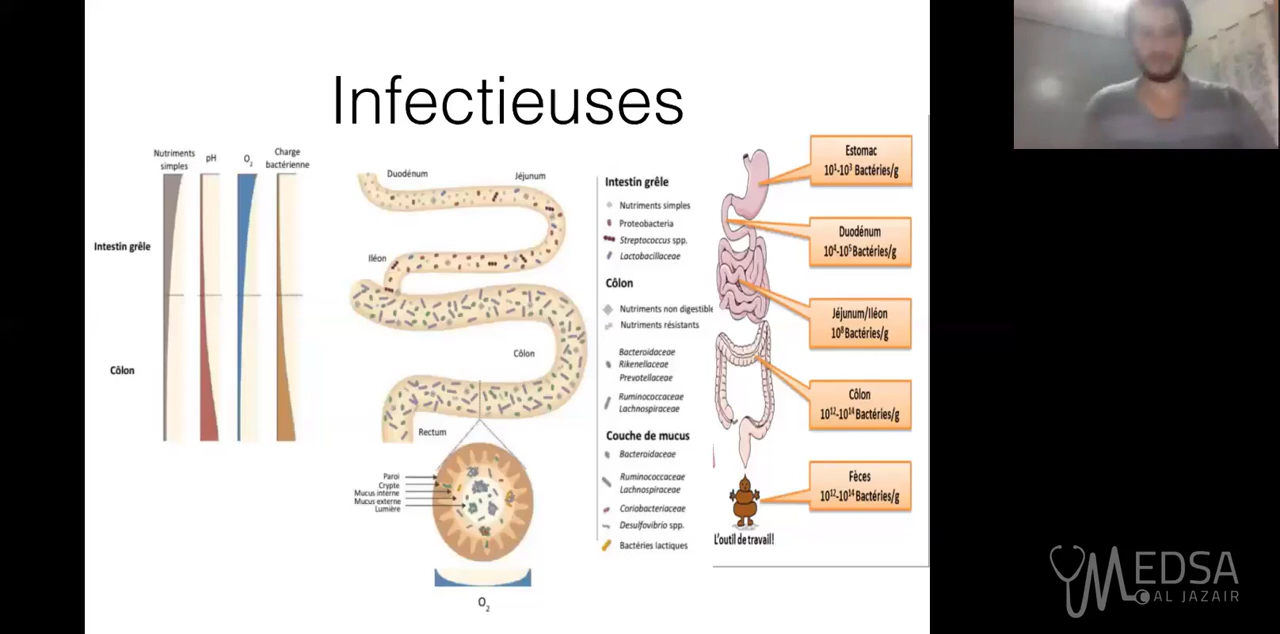 Infectieuses
Nutriments
simples
pH
O2
Charge
bactérienne
Intestin grêle
Côlon
Duodénum
Jéjunum
Iléon
Côlon
Rectum
Paroi
Crypte
Mucus interne
Mucus externe
Lumière
O2
Intestin grêle
Nutriments simples
Proteobacteria
Streptococcus spp.
Lactobacillaceae
Côlon
Nutriments non digestible
Nutriments résistants
Bacteroidaceae
Rikenellaceae
Prevotellaceae
Ruminococcaceae
Lachnospiraceae
Couche de mucus
Bacteroidaceae
Ruminococcaceae
Lachnospiraceae
Coriobacteriaceae
Desulfovibrio spp.
Bactéries lactiques
Estomac
10¹-10³ Bactéries/g
Duodénum
10⁴-10⁵ Bactéries/g
Jéjunum/Iléon
10⁸ Bactéries/g
Côlon
10¹²-10¹⁴ Bactéries/g
Fèces
10¹²-10¹⁴ Bactéries/g
L'outil de travail!
MEDSA
AL JAZAIR